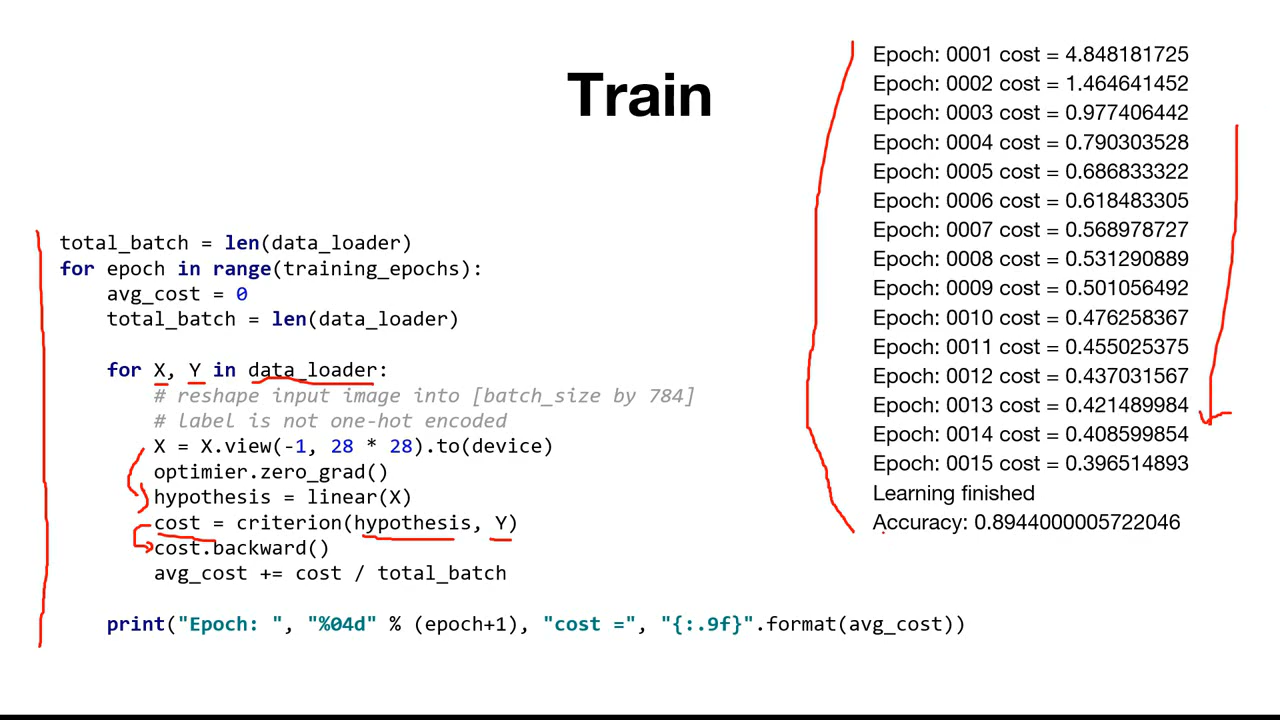 Train
total_batch = len(data_loader)
for epoch in range(training_epochs):
    avg_cost = 0
    total_batch = len(data_loader)
    for X, Y in data_loader:
        # reshape input image into [batch_size by 784]
        # label is not one-hot encoded
        X = X.view(-1, 28 * 28).to(device)
        optimier.zero_grad()
        hypothesis = linear(X)
        cost = criterion(hypothesis, Y)
        cost.backward()
        avg_cost += cost / total_batch
    print("Epoch: ", "%04d" % (epoch+1), "cost =", "{:.9f}".format(avg_cost))
Epoch: 0001 cost = 4.848181725
Epoch: 0002 cost = 1.464641452
Epoch: 0003 cost = 0.977406442
Epoch: 0004 cost = 0.790303528
Epoch: 0005 cost = 0.686833322
Epoch: 0006 cost = 0.618483305
Epoch: 0007 cost = 0.568978727
Epoch: 0008 cost = 0.531290889
Epoch: 0009 cost = 0.501056492
Epoch: 0010 cost = 0.476258367
Epoch: 0011 cost = 0.455025375
Epoch: 0012 cost = 0.437031567
Epoch: 0013 cost = 0.421489984
Epoch: 0014 cost = 0.408599854
Epoch: 0015 cost = 0.396514893
Learning finished
Accuracy: 0.8944000005722046